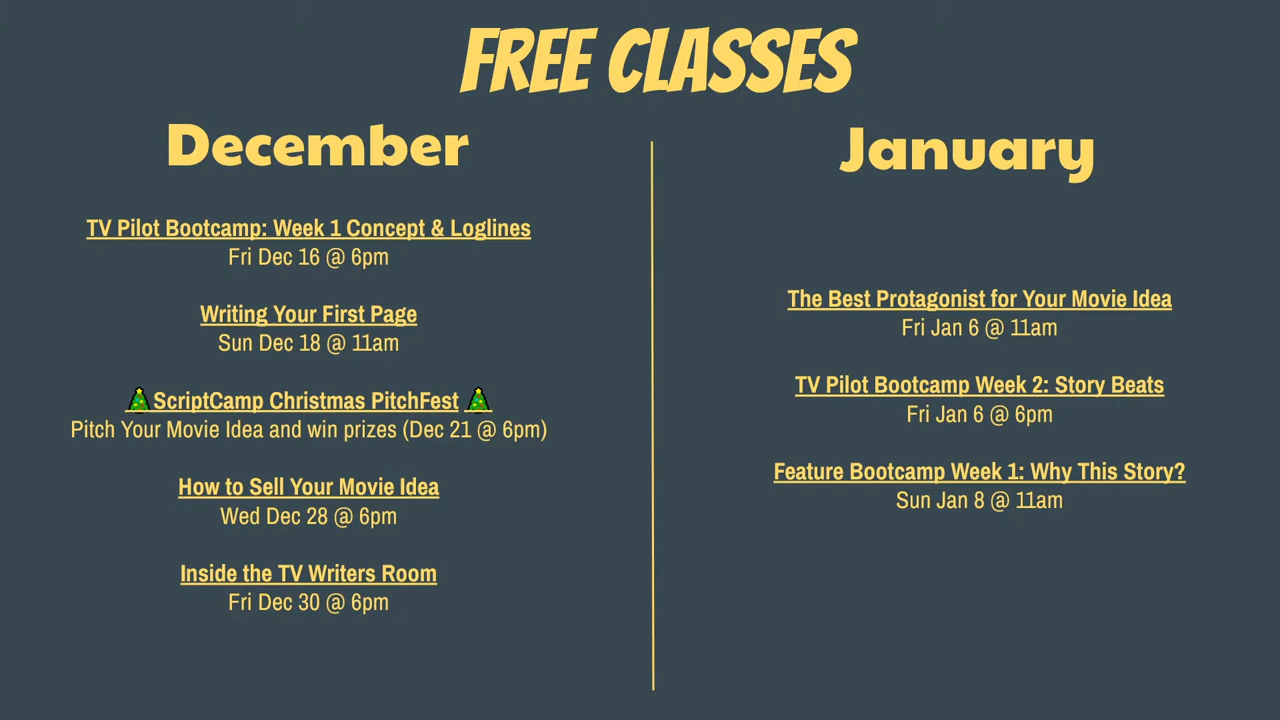 FREE CLASSES
December
TV Pilot Bootcamp: Week 1 Concept & Loglines
Fri Dec 16 @ 6pm
Writing Your First Page
Sun Dec 18 @ 11am
🎄ScriptCamp Christmas PitchFest 🎄
Pitch Your Movie Idea and win prizes (Dec 21 @ 6pm)
How to Sell Your Movie Idea
Wed Dec 28 @ 6pm
Inside the TV Writers Room
Fri Dec 30 @ 6pm
January
The Best Protagonist for Your Movie Idea
Fri Jan 6 @ 11am
TV Pilot Bootcamp Week 2: Story Beats
Fri Jan 6 @ 6pm
Feature Bootcamp Week 1: Why This Story?
Sun Jan 8 @ 11am